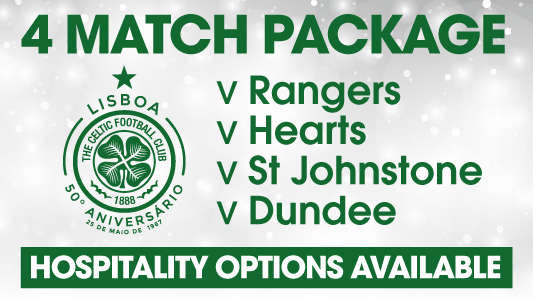 4 MATCH PACKAGE
LISBOA
THE CELTIC FOOTBALL CLUB
1888
50º ANIVERSÁRIO
25 DE MAIO DE 1967
v Rangers
v Hearts
v St Johnstone
v Dundee
HOSPITALITY OPTIONS AVAILABLE